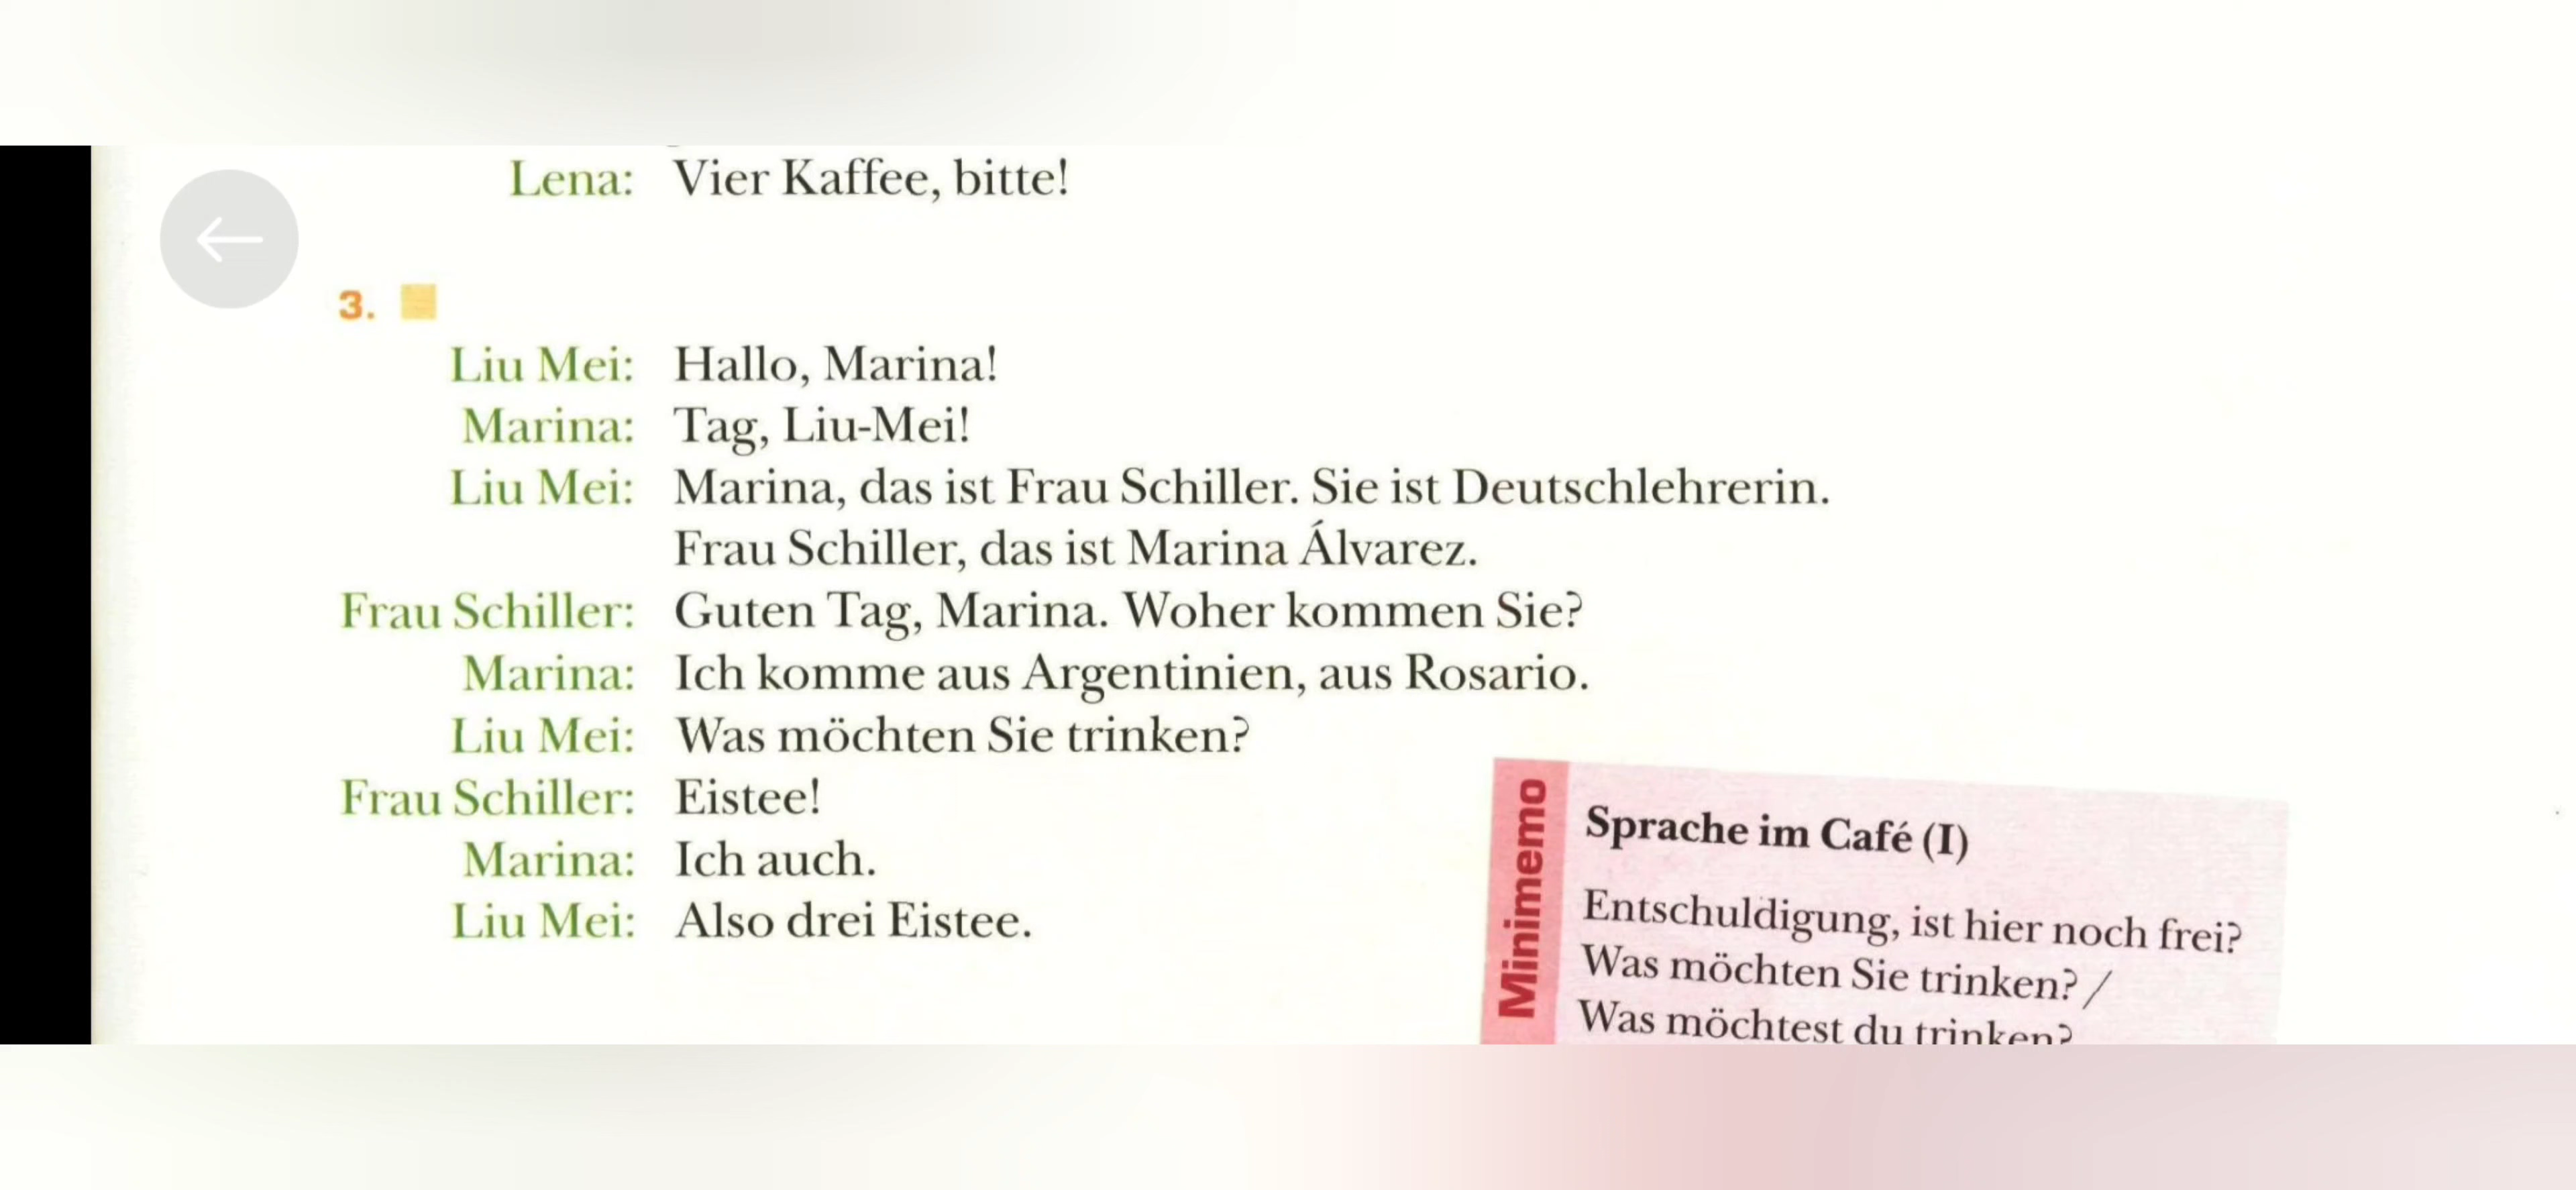 Lena: Vier Kaffee, bitte!
3.
Liu Mei: Hallo, Marina!
Marina: Tag, Liu-Mei!
Liu Mei: Marina, das ist Frau Schiller. Sie ist Deutschlehrerin.
Frau Schiller, das ist Marina Álvarez.
Frau Schiller: Guten Tag, Marina. Woher kommen Sie?
Marina: Ich komme aus Argentinien, aus Rosario.
Liu Mei: Was möchten Sie trinken?
Frau Schiller: Eistee!
Marina: Ich auch.
Liu Mei: Also drei Eistee.
Minimemo
Sprache im Café (I)
Entschuldigung, ist hier noch frei?
Was möchten Sie trinken? /
Was möchtest du trinken?